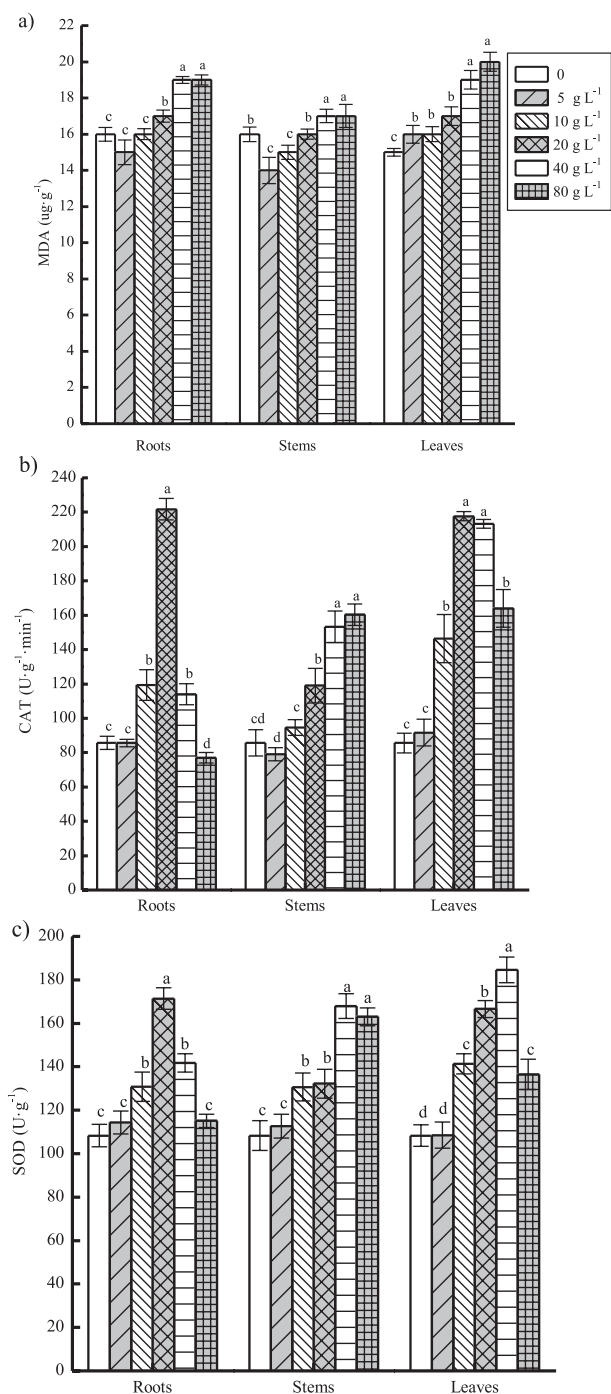 a)
22
20
18
16
14
12
10
8
6
4
2
0
MDA (ug·g⁻¹)
c c c b a a
b c c b a a
c b b b a a
Roots Stems Leaves
0
5 g L⁻¹
10 g L⁻¹
20 g L⁻¹
40 g L⁻¹
80 g L⁻¹
b)
240
220
200
180
160
140
120
100
80
60
40
20
0
CAT (U·g⁻¹·min⁻¹)
c c b a b d
cd d c b a a
c c b a a b
Roots Stems Leaves
c)
200
180
160
140
120
100
80
60
40
20
0
SOD (U·g⁻¹)
c c b a b c
c c b b a a
d d c b a c
Roots Stems Leaves